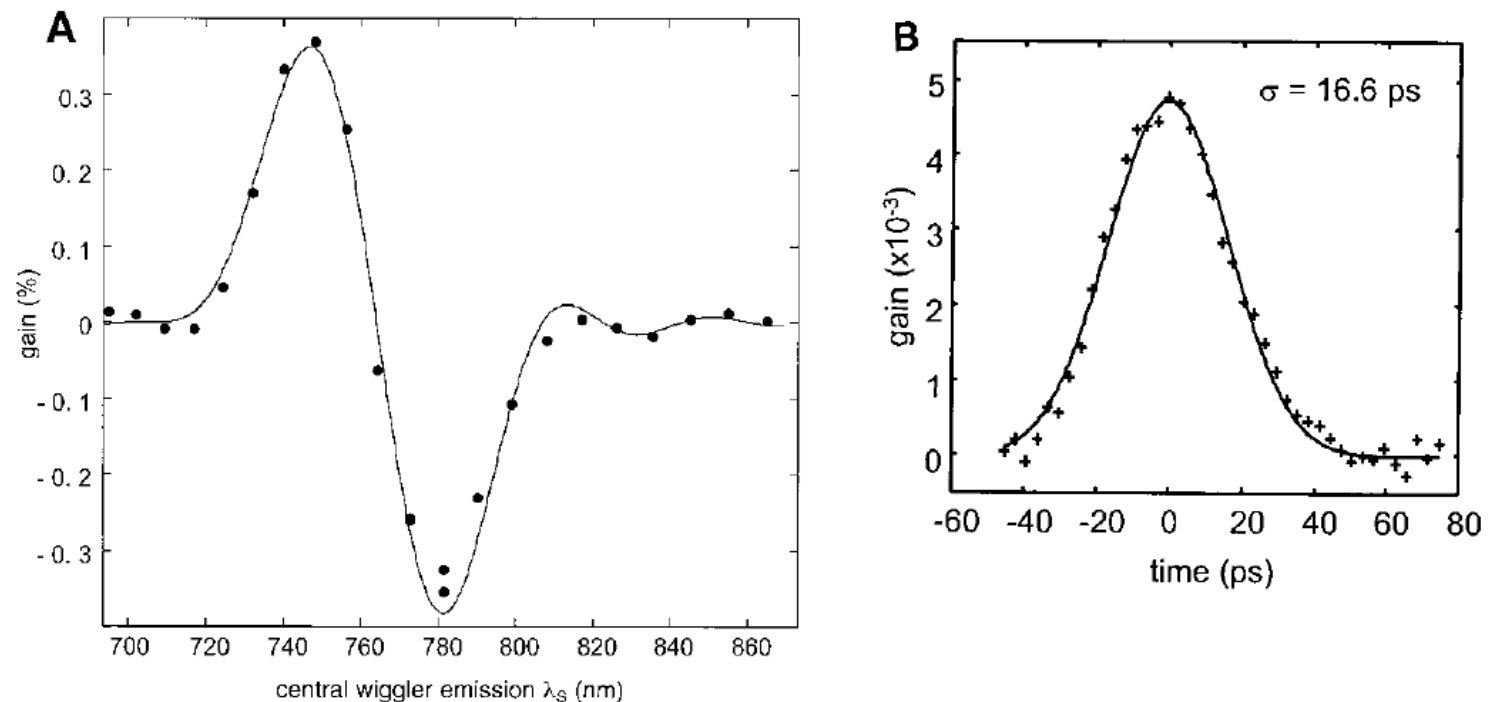 A
gain (%)
0.3
0.2
0.1
0
- 0.1
- 0.2
- 0.3
700 720 740 760 780 800 820 840 860
central wiggler emission λS (nm)
B
σ = 16.6 ps
gain (x10-3)
5
4
3
2
1
0
-60 -40 -20 0 20 40 60 80
time (ps)